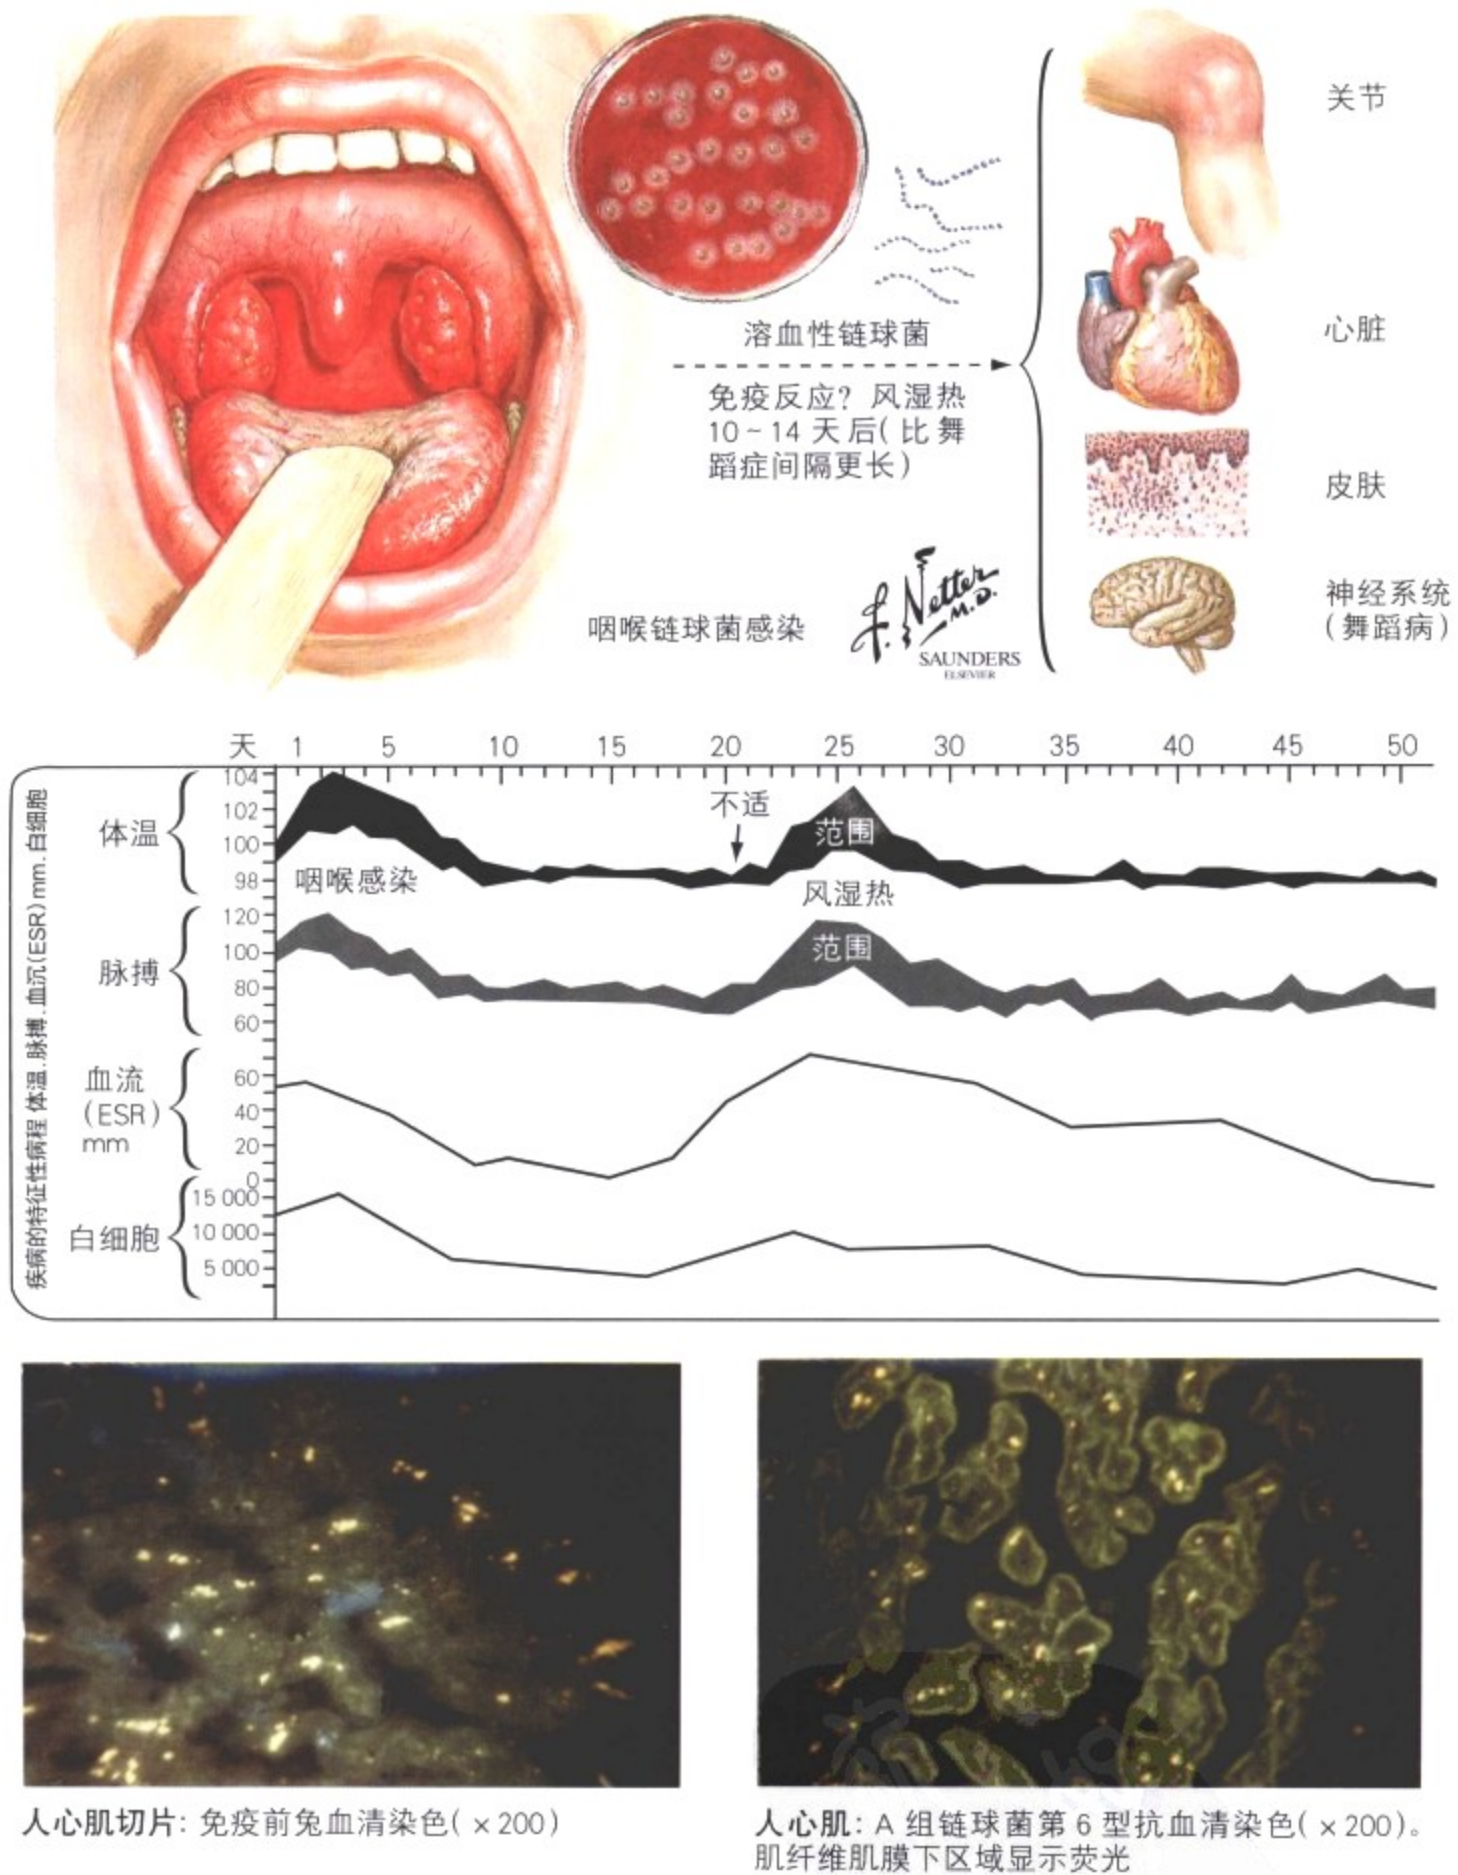 关节
心脏
溶血性链球菌
免疫反应？风湿热
10~14天后(比舞
蹈症间隔更长)
皮肤
神经系统
(舞蹈病)
咽喉链球菌感染
F. Netter
M.D.
SAUNDERS
ELSEVIER
天 1 5 10 15 20 25 30 35 40 45 50
疾病的特征性病程 体温.脉搏.血沉(ESR)mm.白细胞
体温
104
102
100
98
不适
范围
咽喉感染
风湿热
脉搏
120
100
80
60
范围
血流
(ESR)
mm
60
40
20
0
白细胞
15 000
10 000
5 000
人心肌切片: 免疫前兔血清染色( ×200)
人心肌: A 组链球菌第 6 型抗血清染色( ×200)。
肌纤维肌膜下区域显示荧光